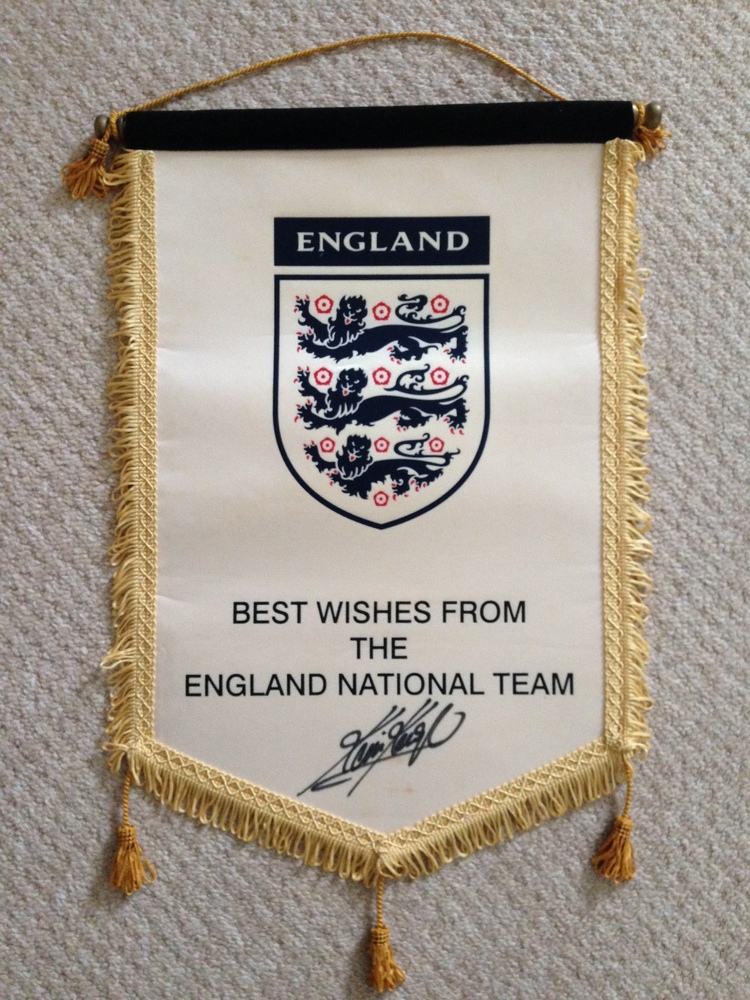 ENGLAND
BEST WISHES FROM
THE
ENGLAND NATIONAL TEAM